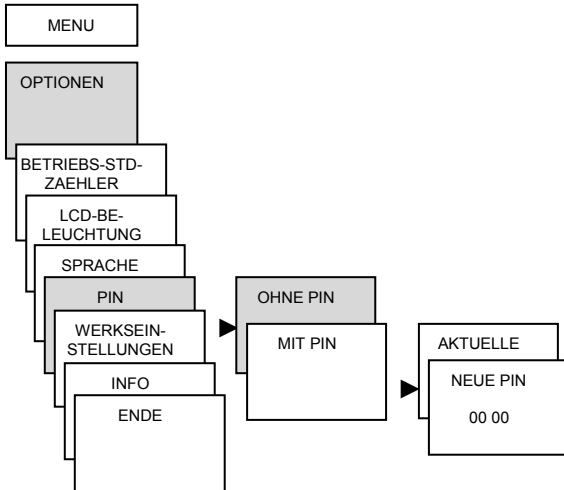 MENU
OPTIONEN
BETRIEBS-STD-
ZAEHLER
LCD-BE-
LEUCHTUNG
SPRACHE
PIN
WERKSEIN-
STELLUNGEN
INFO
ENDE
OHNE PIN
MIT PIN
AKTUELLE
NEUE PIN
00 00